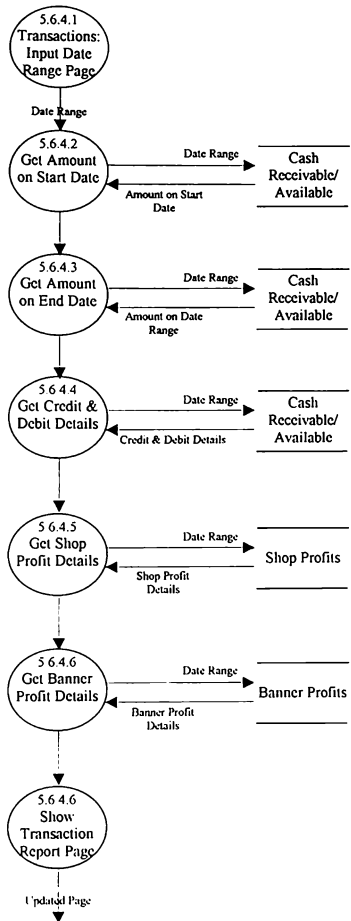 5.6.4.1
Transactions:
Input Date
Range Page
Date Range
5.6.4.2
Get Amount
on Start Date
Date Range
Amount on Start
Date
Cash
Receivable/
Available
5.6.4.3
Get Amount
on End Date
Date Range
Amount on Date
Range
Cash
Receivable/
Available
5.6.4.4
Get Credit &
Debit Details
Date Range
Credit & Debit Details
Cash
Receivable/
Available
5.6.4.5
Get Shop
Profit Details
Date Range
Shop Profit
Details
Shop Profits
5.6.4.6
Get Banner
Profit Details
Date Range
Banner Profit
Details
Banner Profits
5.6.4.6
Show
Transaction
Report Page
Updated Page